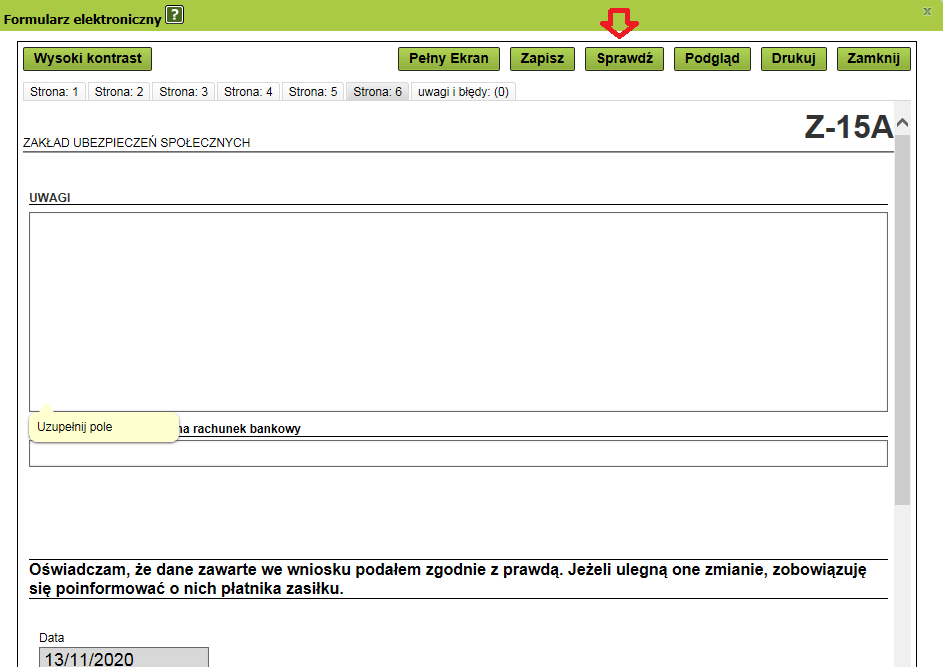 Formularz elektroniczny ?
x
Wysoki kontrast Pełny Ekran Zapisz Sprawdź Podgląd Drukuj Zamknij
Strona: 1 Strona: 2 Strona: 3 Strona: 4 Strona: 5 Strona: 6 uwagi i błędy: (0)
Z-15A
ZAKŁAD UBEZPIECZEŃ SPOŁECZNYCH
UWAGI
Uzupełnij pole
na rachunek bankowy
Oświadczam, że dane zawarte we wniosku podałem zgodnie z prawdą. Jeżeli ulegną one zmianie, zobowiązuję
się poinformować o nich płatnika zasiłku.
Data
13/11/2020